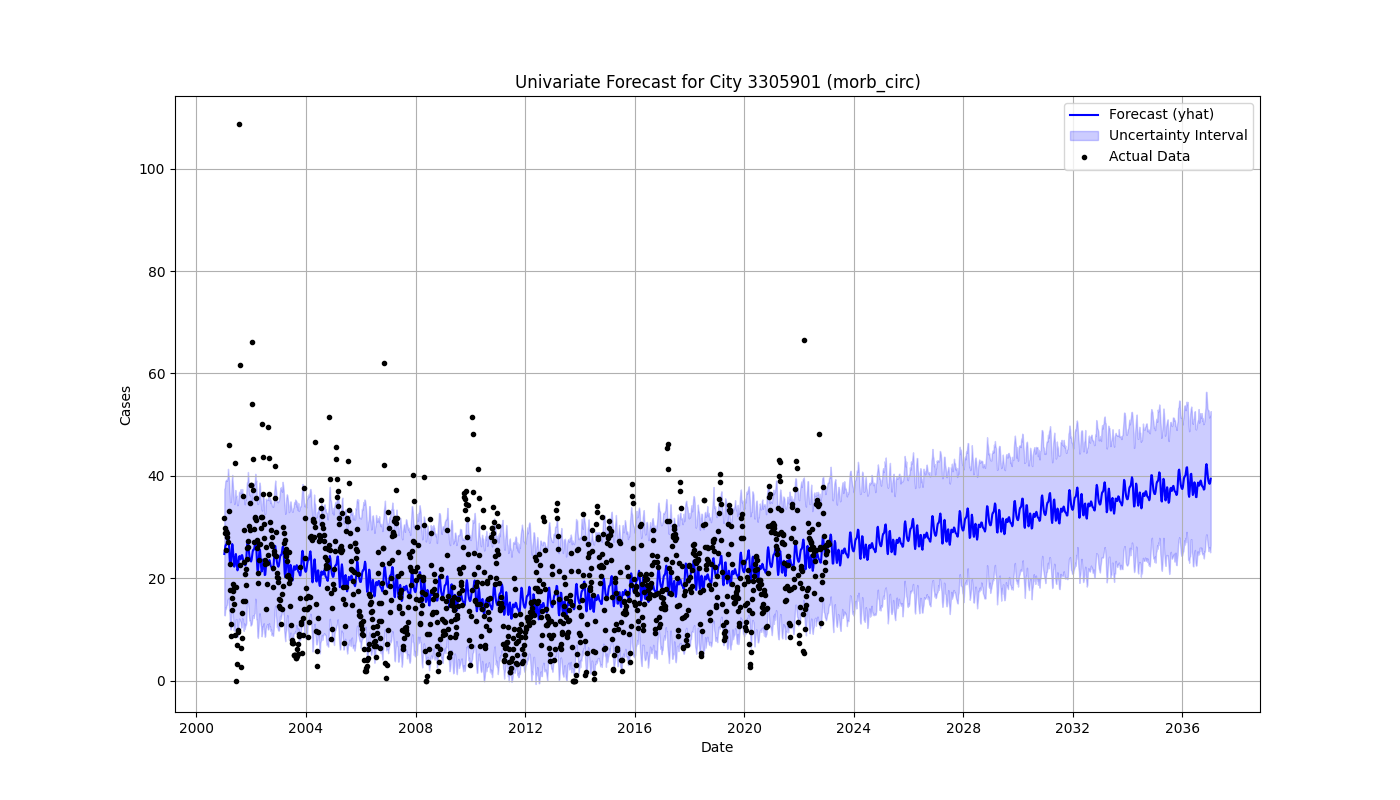 Univariate Forecast for City 3305901 (morb_circ)
Forecast (yhat)
Uncertainty Interval
Actual Data
Cases
100
80
60
40
20
0
2000 2004 2008 2012 2016 2020 2024 2028 2032 2036
Date